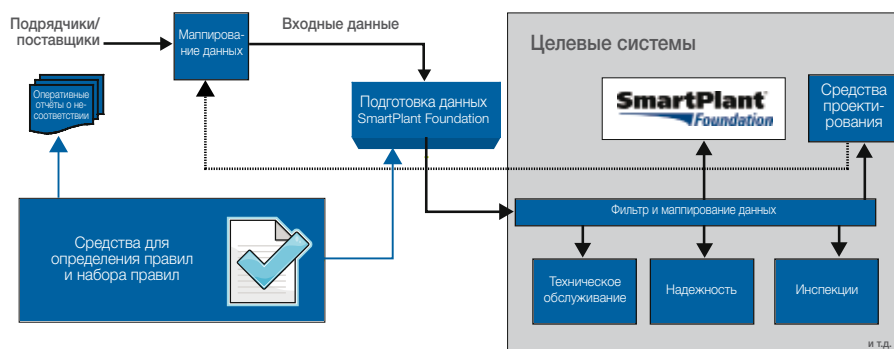 Подрядчики/
поставщики
Маппирова-
ние данных
Входные данные
Оперативные
отчёты о не-
соответствии
Подготовка данных
SmartPlant Foundation
Целевые системы
SmartPlant
Foundation
Средства
проекти-
рования
Фильтр и маппирование данных
Средства для
определения правил
и набора правил
Техническое
обслуживание
Надежность
Инспекции
и т.д.